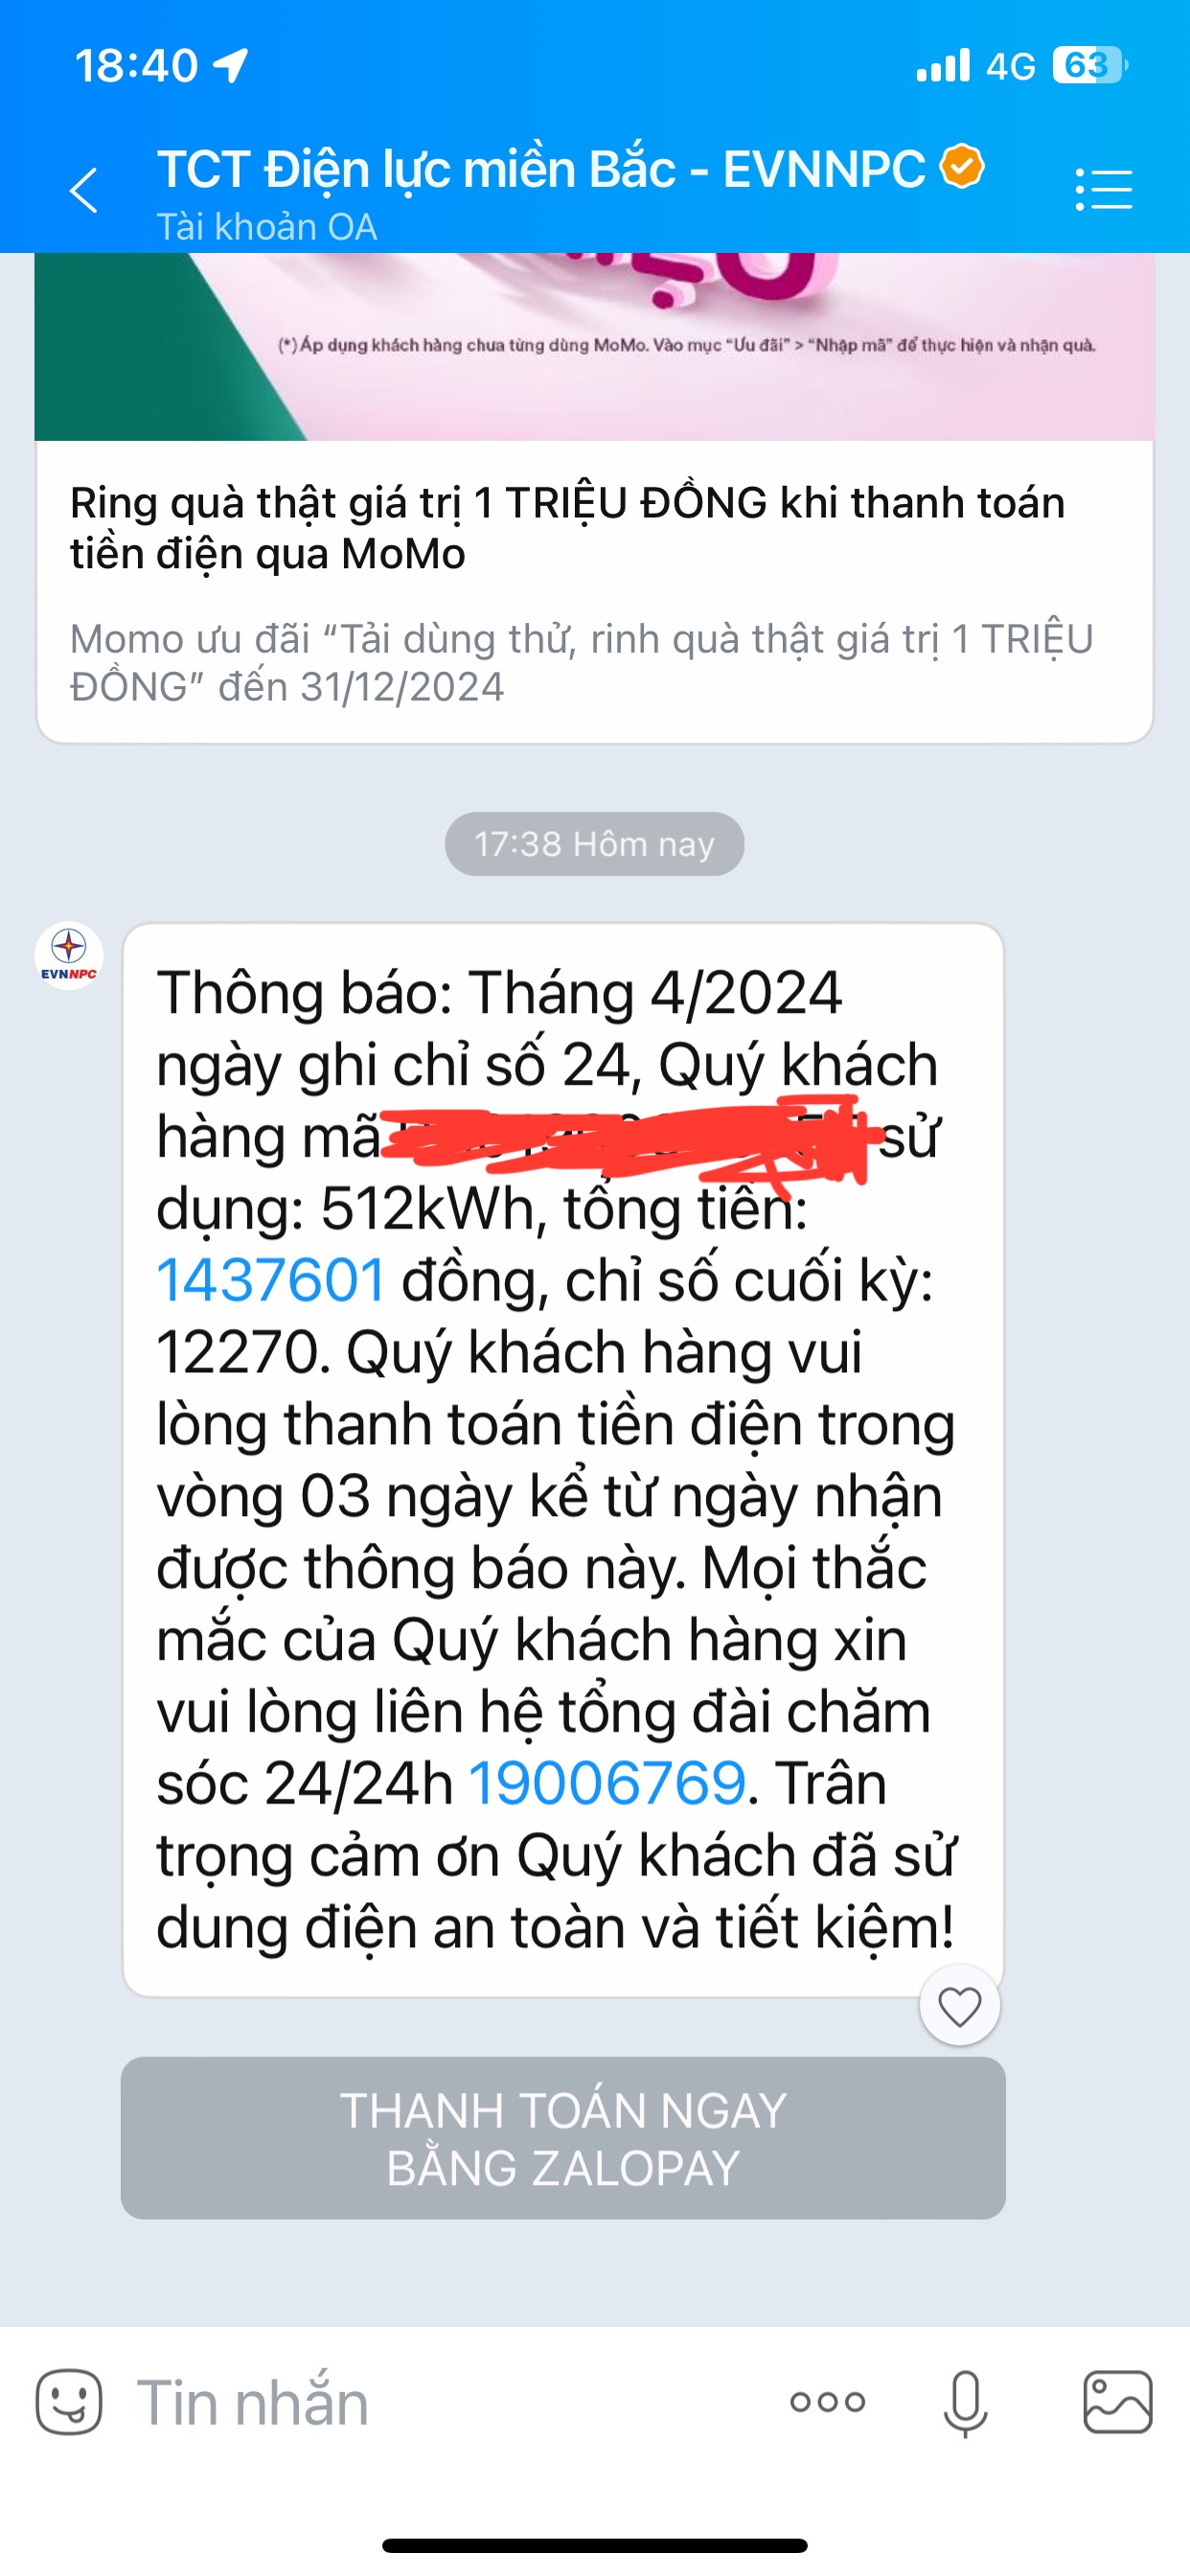 18:40
4G
63
TCT Điện lực miền Bắc - EVNNPC
Tài khoản OA
(*) Áp dụng khách hàng chưa từng dùng MoMo. Vào mục “Ưu đãi” > “Nhập mã” để thực hiện và nhận quà.
Ring quà thật giá trị 1 TRIỆU ĐỒNG khi thanh toán
tiền điện qua MoMo
Momo ưu đãi “Tải dùng thử, rinh quà thật giá trị 1 TRIỆU
ĐỒNG” đến 31/12/2024
17:38 Hôm nay
EVNNPC
Thông báo: Tháng 4/2024
ngày ghi chỉ số 24, Quý khách
hàng mã sử
dụng: 512kWh, tổng tiền:
1437601 đồng, chỉ số cuối kỳ:
12270. Quý khách hàng vui
lòng thanh toán tiền điện trong
vòng 03 ngày kể từ ngày nhận
được thông báo này. Mọi thắc
mắc của Quý khách hàng xin
vui lòng liên hệ tổng đài chăm
sóc 24/24h 19006769. Trân
trọng cảm ơn Quý khách đã sử
dung điện an toàn và tiết kiệm!
THANH TOÁN NGAY
BẰNG ZALOPAY
Tin nhắn